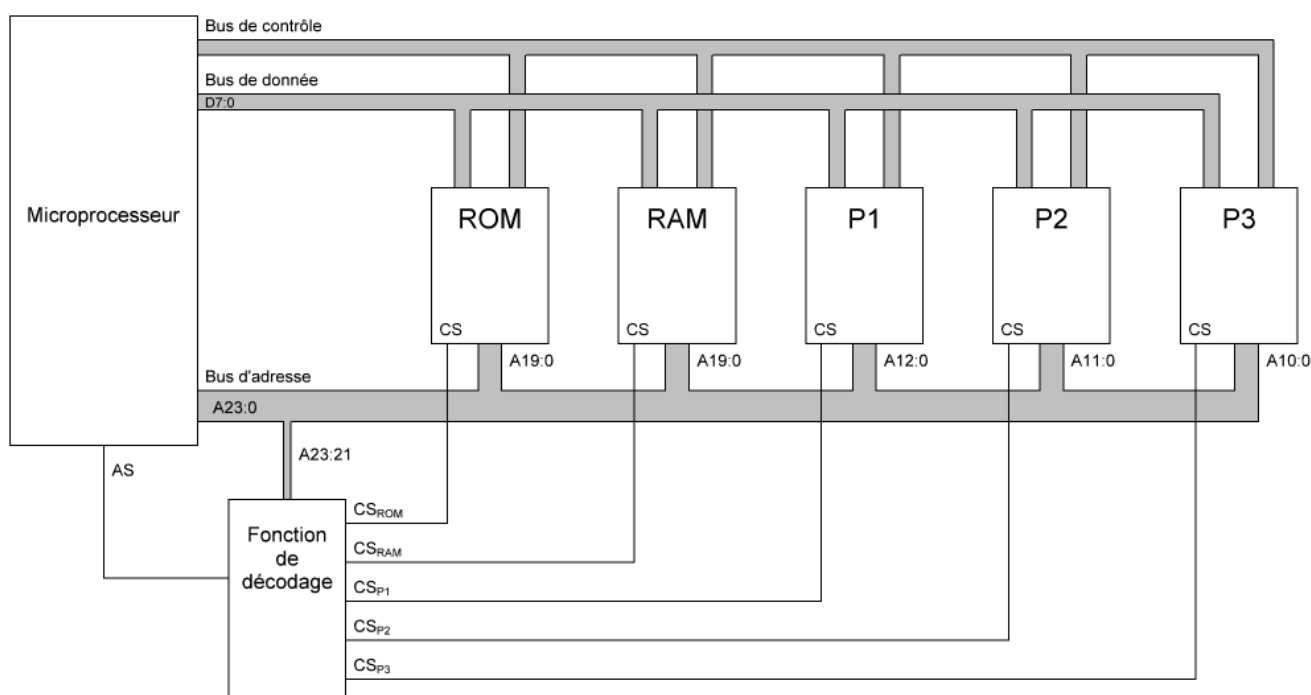 Bus de contrôle
Bus de donnée
D7:0
Microprocesseur
ROM
RAM
P1
P2
P3
CS
CS
CS
CS
CS
A19:0
A19:0
A12:0
A11:0
A10:0
Bus d'adresse
A23:0
AS
A23:21
Fonction
de
décodage
CSROM
CSRAM
CSP1
CSP2
CSP3